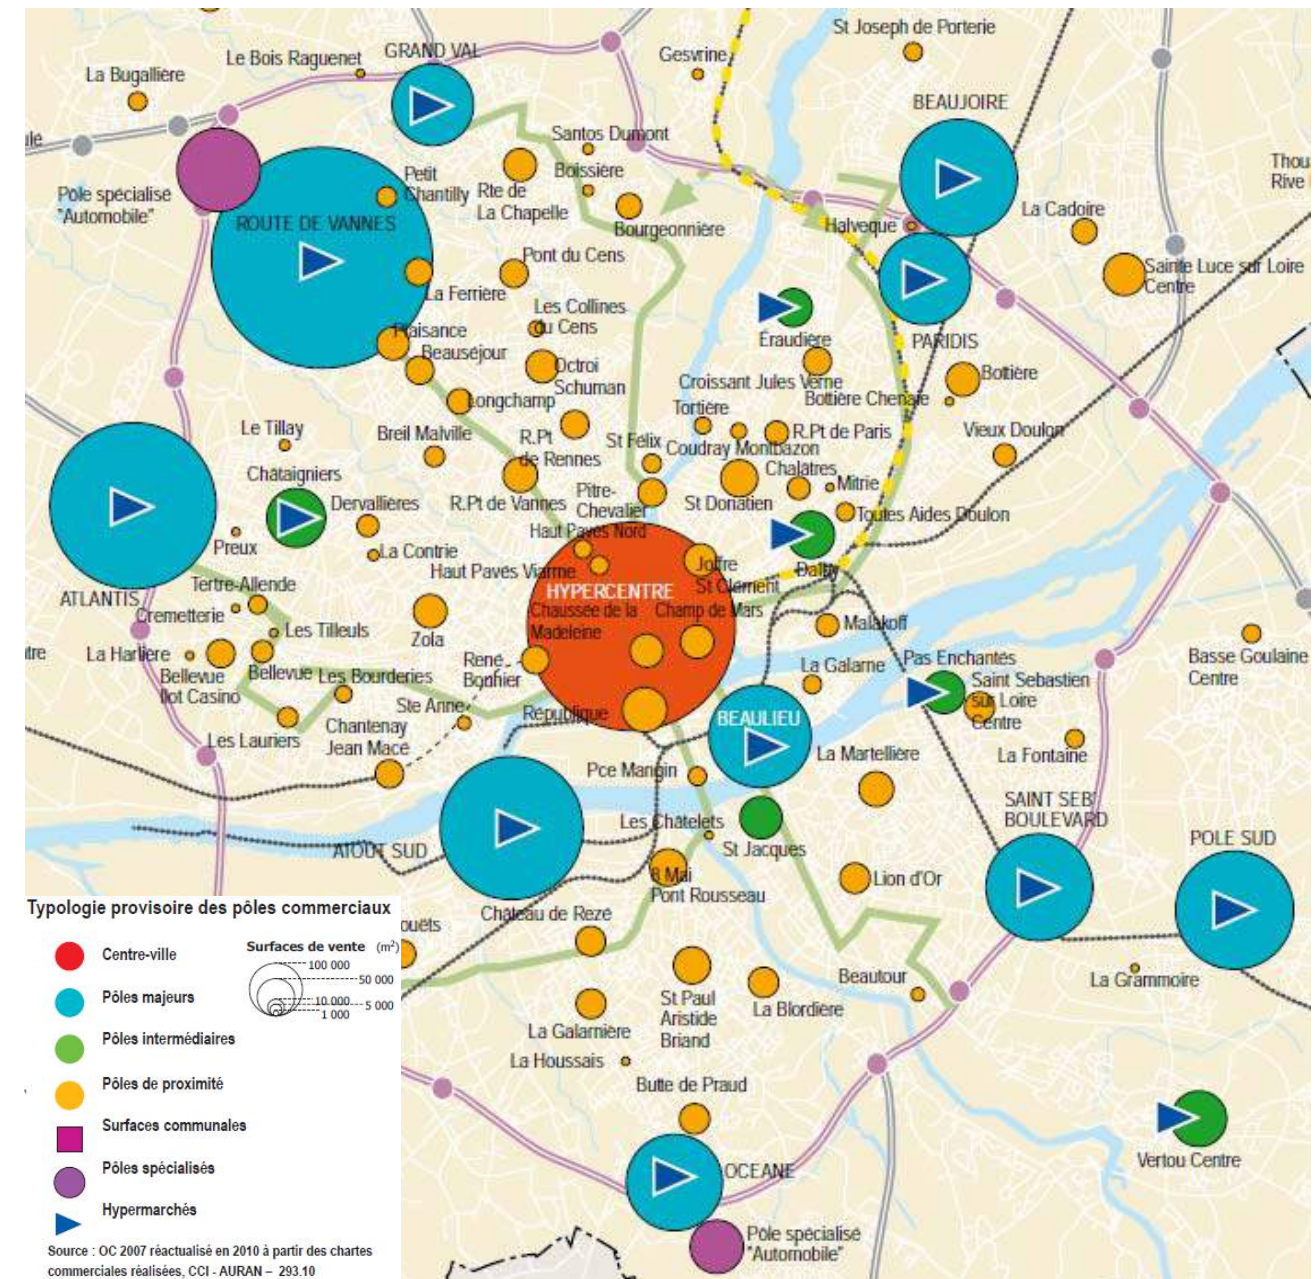 St Joseph de Porterie
GRAND VAL
Gesvrine
Le Bois Raguenet
La Bugallière
BEAUJOIRE
Santos Dumont
Boissière
Petit
Chantilly
Rte de
La Chapelle
Pôle spécialisé
"Automobile"
ROUTE DE VANNES
Bourgeonnière
Halveque
La Cadoire
Thou
Rive
Pont du Cens
La Ferrière
Sainte Luce sur Loire
Centre
Les Collines
du Cens
Plaisance
Beauséjour
Eraudière
PARIDIS
Octroi
Schuman
Croissant Jules Verne
Bottière
Bottière Chenaie
Longchamp
Tortière
Le Tillay
Breil Malville
R.Pt
de Rennes
St Félix
Coudray Montbazon
R.Pt de Paris
Vieux Doulon
Châtaigniers
Chalâtres
Dervallières
R.Pt de Vannes
Pitre-
Chevalier
St Donatien
Mitrie
Toutes Aides Doulon
Preux
La Contrie
Haut Pavés Nord
Haut Pavés Viarme
Joffre
St Clément
Dalby
Tertre-Allende
HYPERCENTRE
ATLANTIS
Cremetterie
Chaussée de la
Madeleine
Champ de Mars
Les Tilleuls
Zola
Malakoff
La Harlière
Bellevue
Ilot Casino
Bellevue
Les Bourderies
René
Bonhier
La Galarne
Pas Enchantés
Saint Sebastien
sur Loire
Centre
Basse Goulaine
Centre
Ste Anne
République
BEAULIEU
Les Lauriers
Chantenay
Jean Macé
La Fontaine
La Martellière
Pce Mangin
SAINT SEB'
BOULEVARD
Les Châtelets
POLE SUD
ATOUT SUD
St Jacques
8 Mai
Pont Rousseau
Lion d'Or
Château de Rezé
ouëts
St Paul
Aristide
Briand
La Blordière
Beautour
La Grammoire
La Galarnière
La Houssais
Butte de Praud
OCEANE
Vertou Centre
Pôle spécialisé
"Automobile"
Typologie provisoire des pôles commerciaux
Centre-ville
Pôles majeurs
Pôles intermédiaires
Pôles de proximité
Surfaces communales
Pôles spécialisés
Hypermarchés
Surfaces de vente (m²)
100 000
50 000
10 000
5 000
1 000
Source : OC 2007 réactualisé en 2010 à partir des chartes
commerciales réalisées, CCI - AURAN – 293.10